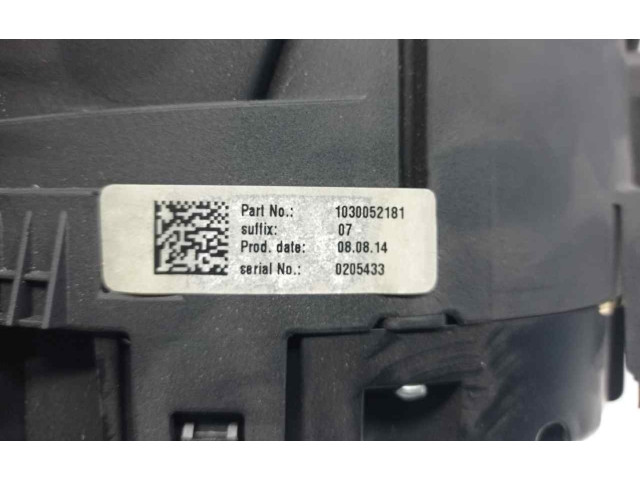 Part No.: 1030052181
suffix: 07
Prod. date: 08.08.14
serial No.: 0205433